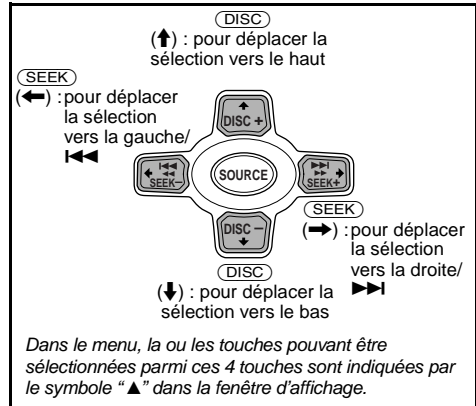 DISC
(↑) : pour déplacer la
sélection vers le haut
SEEK
(←) : pour déplacer
la sélection
vers la gauche/
⏮
DISC +
SEEK–
SOURCE
SEEK+
DISC –
SEEK
(→) : pour déplacer
la sélection
vers la droite/
⏭
DISC
(↓) : pour déplacer la
sélection vers le bas
Dans le menu, la ou les touches pouvant être
sélectionnées parmi ces 4 touches sont indiquées par
le symbole “▲” dans la fenêtre d’affichage.